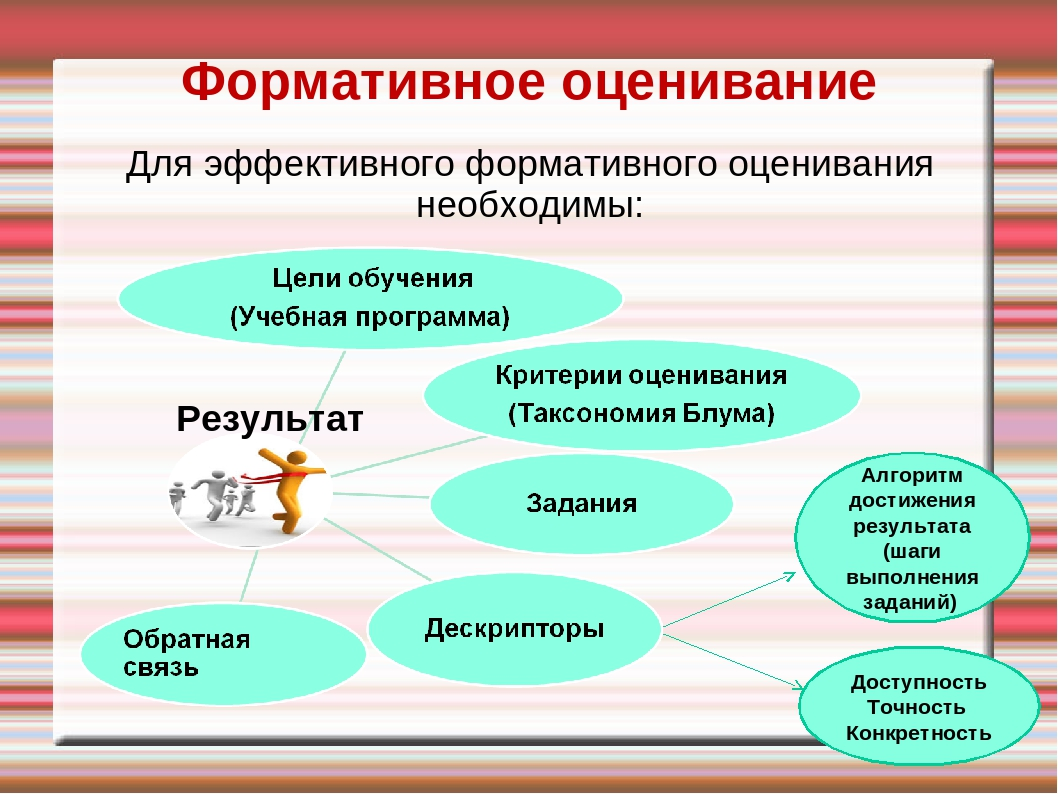 Формативное оценивание
Для эффективного формативного оценивания
необходимы:
Цели обучения
(Учебная программа)
Критерии оценивания
(Таксономия Блума)
Результат
Задания
Алгоритм
достижения
результата
(шаги
выполнения
заданий)
Дескрипторы
Обратная
связь
Доступность
Точность
Конкретность